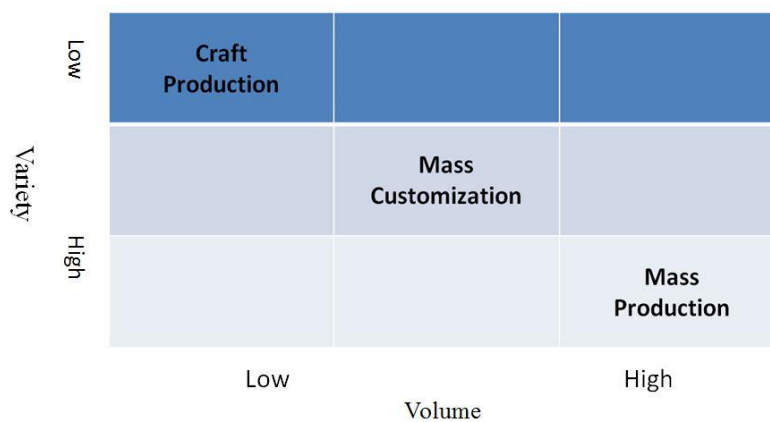 Low
Craft
Production
Variety
Mass
Customization
High
Mass
Production
Low
High
Volume